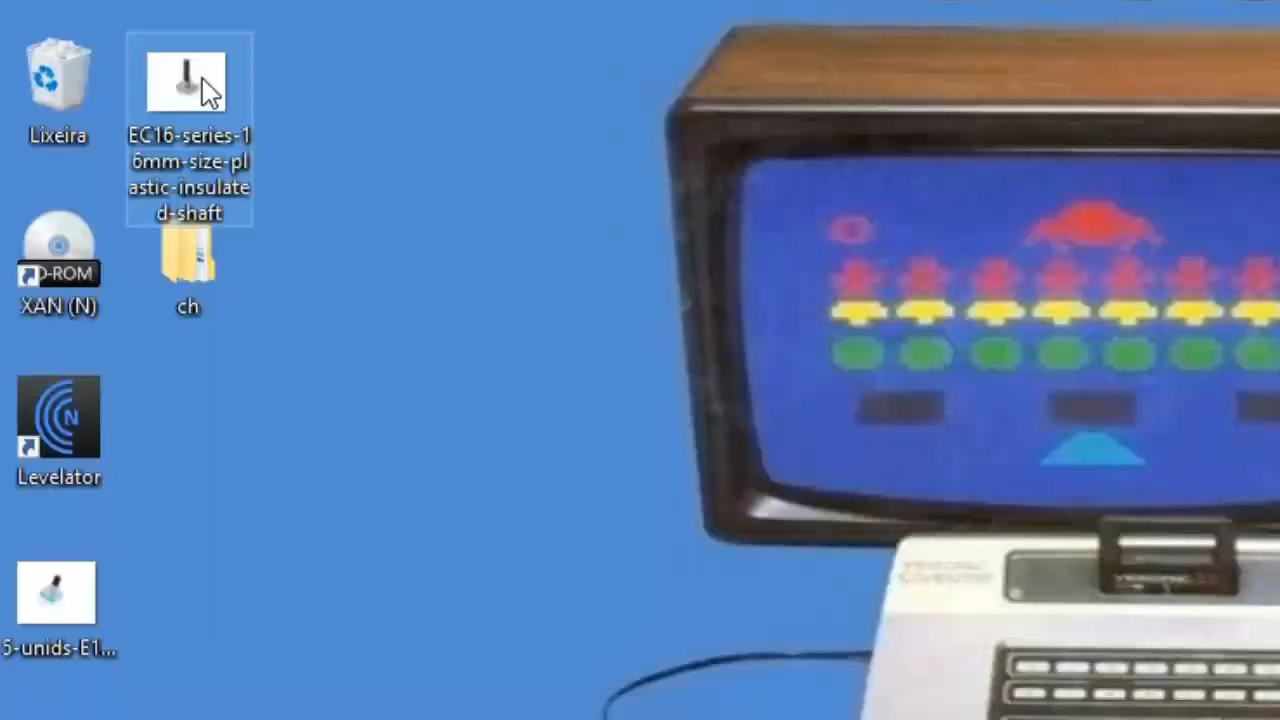 Lixeira
EC16-series-1
6mm-size-pl
astic-insulate
d-shaft
D-ROM
XAN (N)
ch
N
Levelator
5-unids-E1...